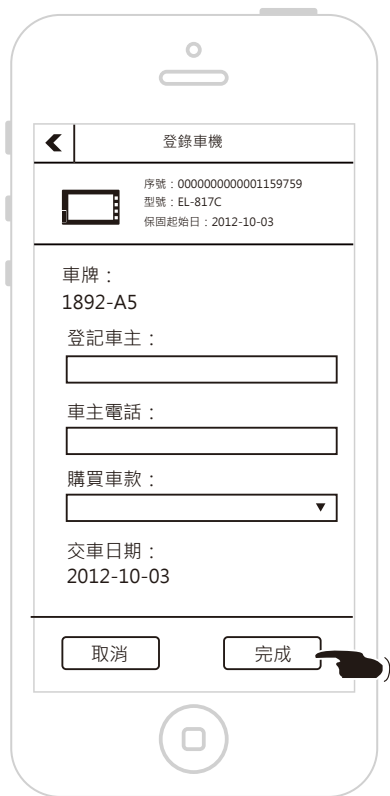 登錄車機
序號：0000000000001159759
型號：EL-817C
保固起始日：2012-10-03
車牌：
1892-A5
登記車主：
車主電話：
購買車款：
交車日期：
2012-10-03
取消
完成